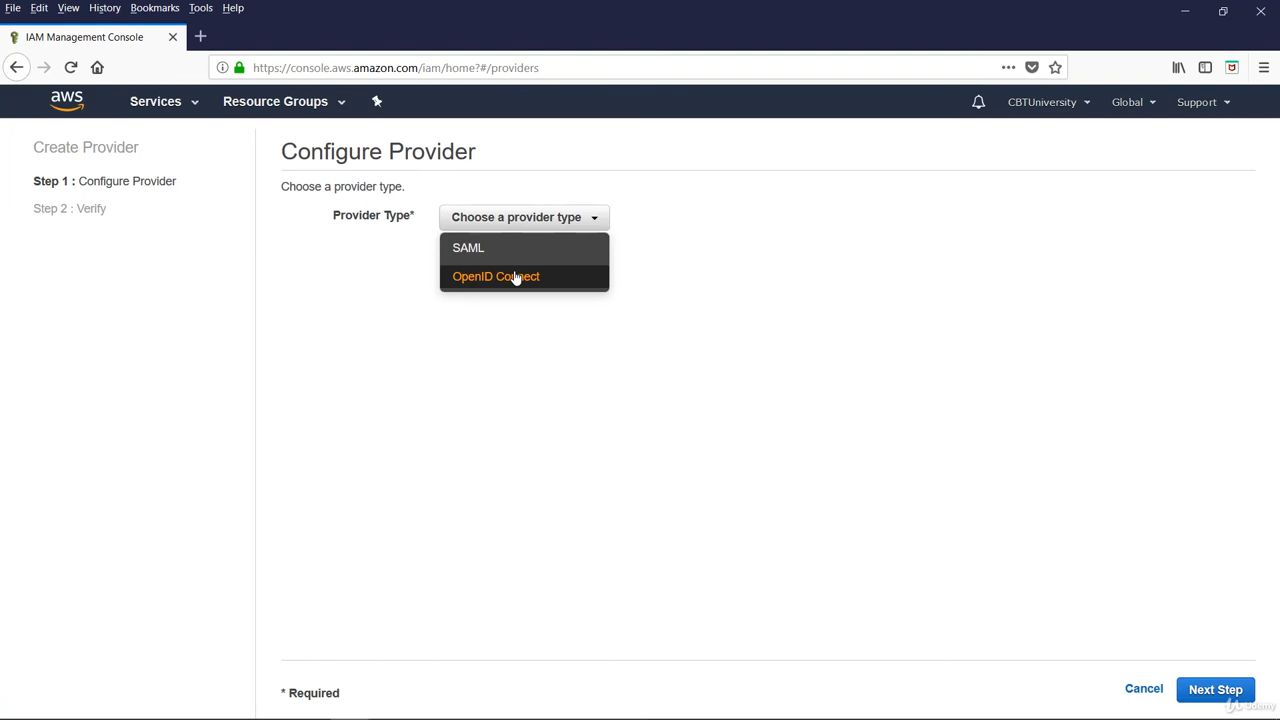 File Edit View History Bookmarks Tools Help
IAM Management Console
https://console.aws.amazon.com/iam/home?#/providers
aws Services Resource Groups CBTUniversity Global Support
Create Provider
Step 1 : Configure Provider
Step 2 : Verify
Configure Provider
Choose a provider type.
Provider Type* Choose a provider type
SAML
OpenID Connect
* Required
Cancel Next Step
Udemy